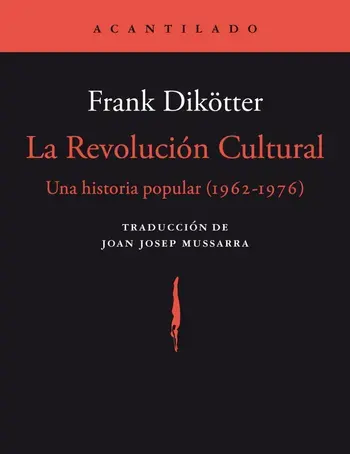 ACANTILADO
Frank Dikötter
La Revolución Cultural
Una historia popular (1962-1976)
TRADUCCIÓN DE
JOAN JOSEP MUSSARRA